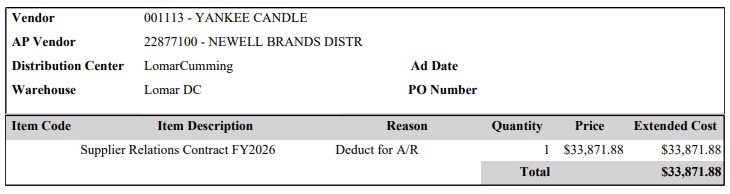 Vendor 001113 - YANKEE CANDLE
AP Vendor 22877100 - NEWELL BRANDS DISTR
Distribution Center LomarCumming Ad Date
Warehouse Lomar DC PO Number
Item Code Item Description Reason Quantity Price Extended Cost
Supplier Relations Contract FY2026 Deduct for A/R 1 $33,871.88 $33,871.88
Total $33,871.88